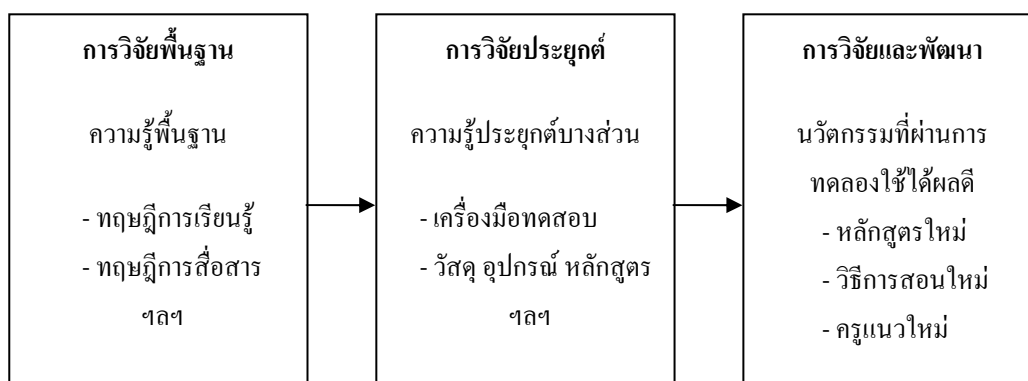 การวิจัยพื้นฐาน
ความรู้พื้นฐาน
- ทฤษฎีการเรียนรู้
- ทฤษฎีการสื่อสาร
ฯลฯ
การวิจัยประยุกต์
ความรู้ประยุกต์บางส่วน
- เครื่องมือทดสอบ
- วัสดุ อุปกรณ์ หลักสูตร
ฯลฯ
การวิจัยและพัฒนา
นวัตกรรมที่ผ่านการ
ทดลองใช้ได้ผลดี
- หลักสูตรใหม่
- วิธีการสอนใหม่
- ครูแนวใหม่